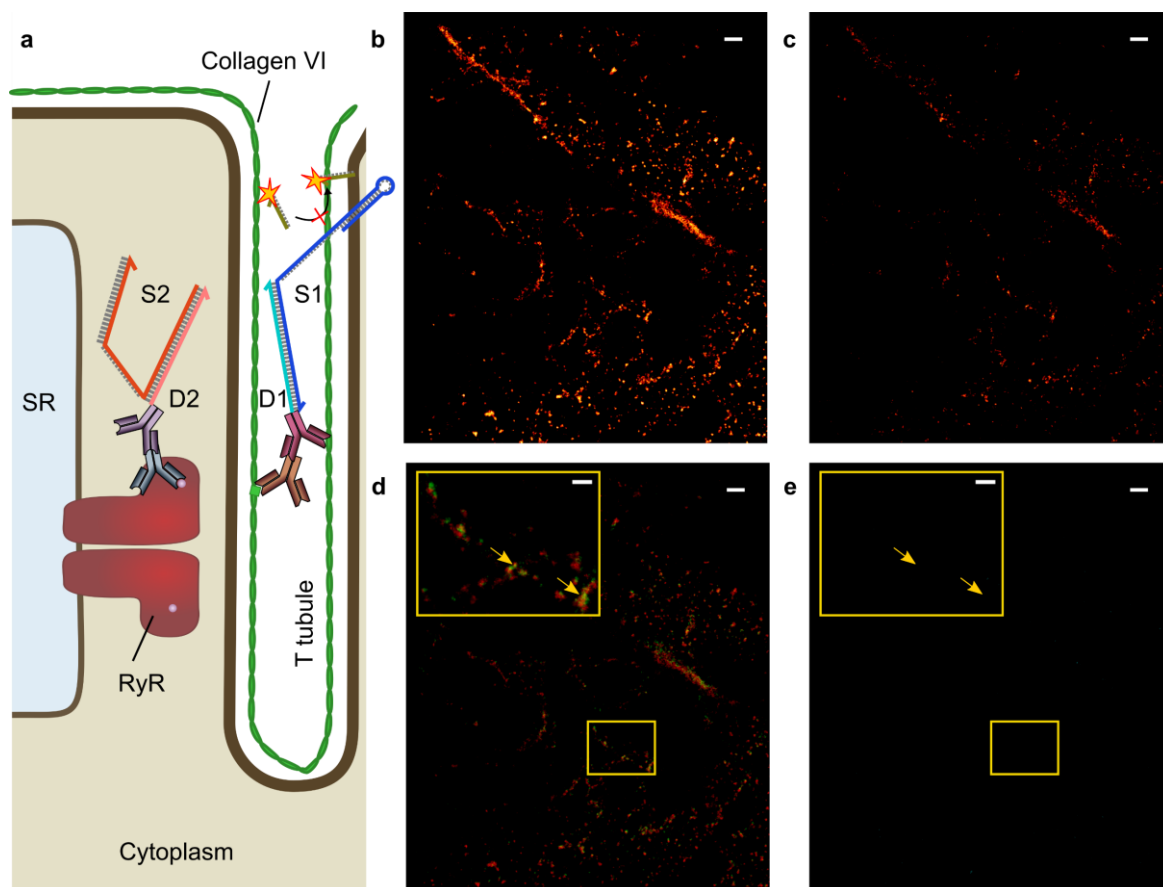 a
Collagen VI
S2
S1
SR
D2
D1
T tubule
RyR
Cytoplasm
b
c
d
e